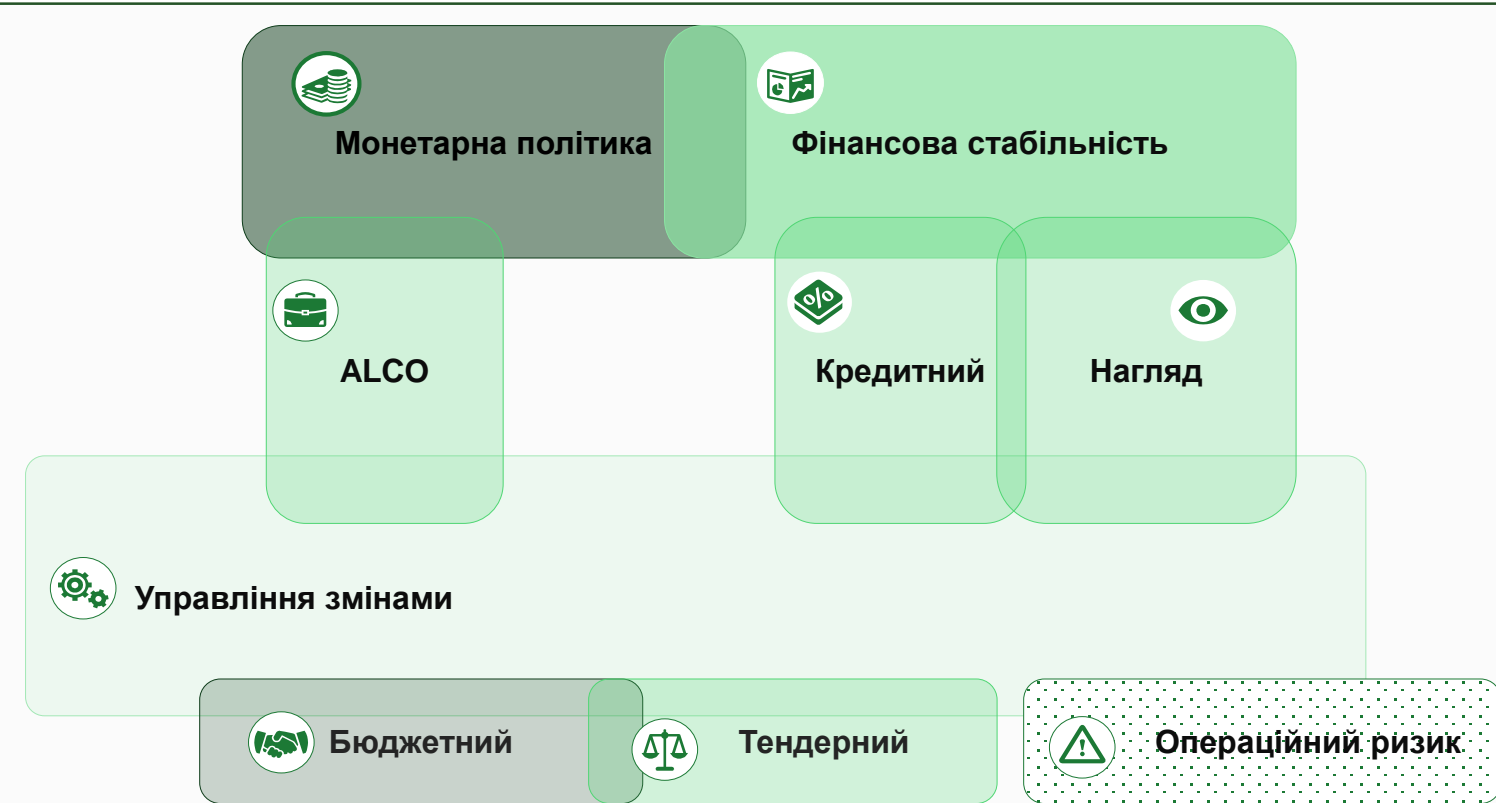 Монетарна політика
Фінансова стабільність
%
ALCO
Кредитний
Нагляд
Управління змінами
Бюджетний
Тендерний
Операційний ризик